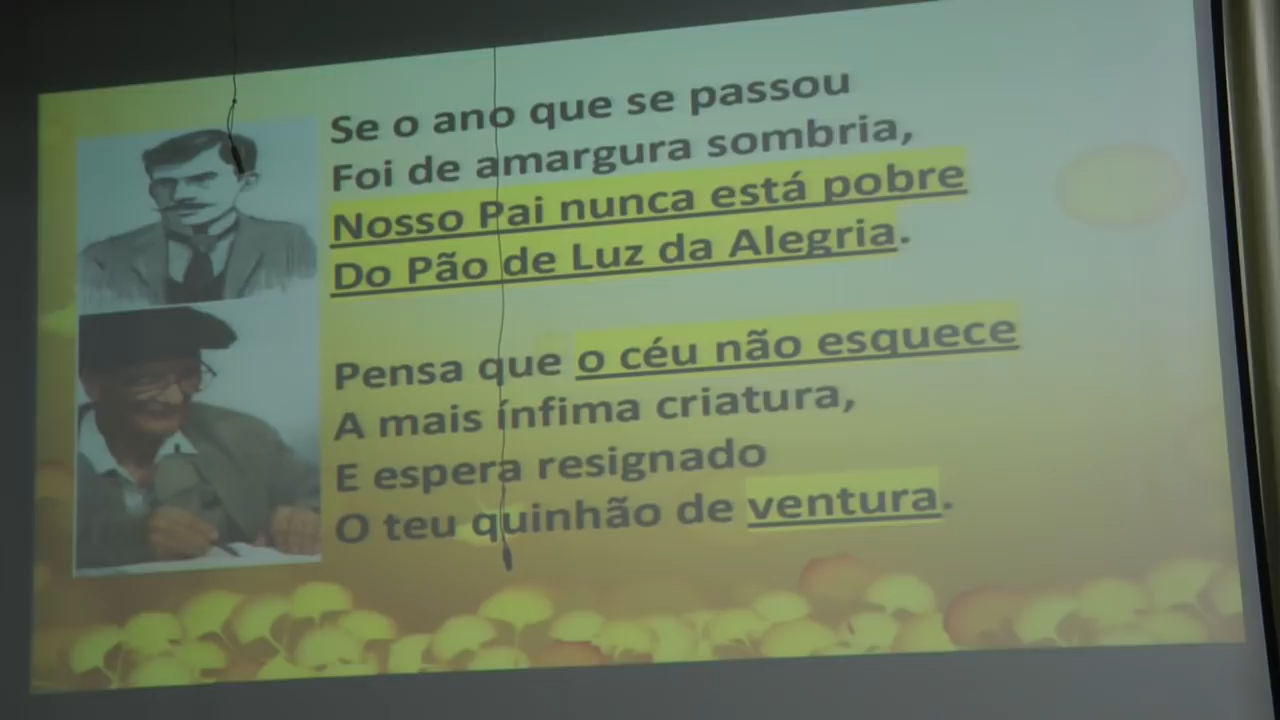 Se o ano que se passou
Foi de amargura sombria,
Nosso Pai nunca está pobre
Do Pão de Luz da Alegria.
Pensa que o céu não esquece
A mais ínfima criatura,
E espera resignado
O teu quinhão de ventura.